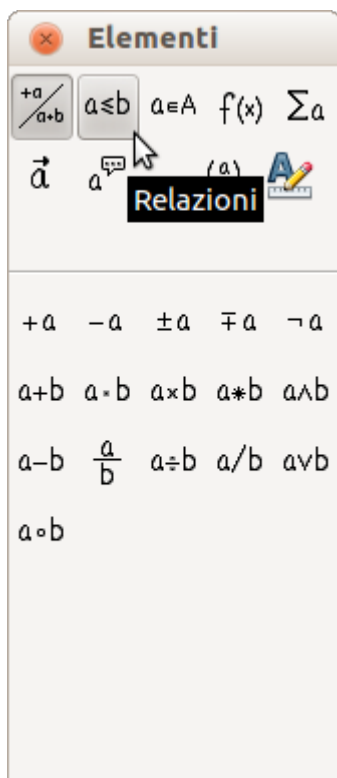 Elementi
+a/a+b a≤b a∈A f(x) Σa
a⃗ a (a) A
Relazioni
+a −a ±a ∓a ¬a
a+b a·b a×b a∗b a∧b
a−b a/b a÷b a/b a∨b
a∘b